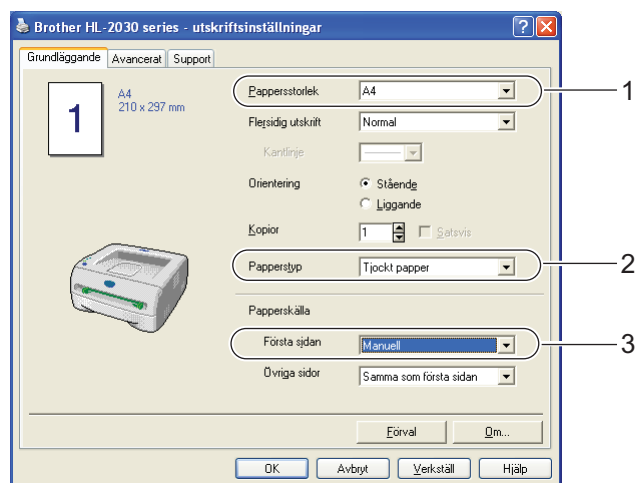 Brother HL-2030 series - utskriftsinställningar
Grundläggande Avancerat Support
1
A4
210 x 297 mm
Pappersstorlek A4 1
Flersidig utskrift Normal
Kantlinje
Orientering Stående
Liggande
Kopior 1 Satsvis
Papperstyp Tjockt papper 2
Papperskälla
Första sidan Manuell 3
Övriga sidor Samma som första sidan
Förval Om...
OK Avbryt Verkställ Hjälp